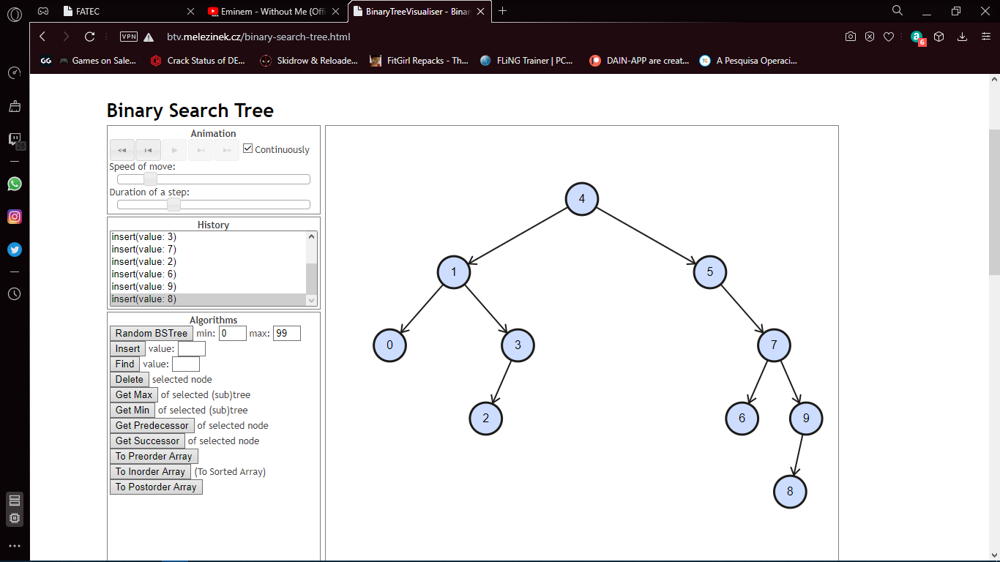 FATEC
Eminem - Without Me (Offi
BinaryTreeVisualiser - Binar
VPN
btv.melezinek.cz/binary-search-tree.html
6
GG
Games on Sale...
Crack Status of DE...
Skidrow & Reloade...
FitGirl Repacks - Th...
FLiNG Trainer | PC...
DAIN-APP are creat...
TG
A Pesquisa Operaci...
28
Binary Search Tree
Animation
Continuously
Speed of move:
Duration of a step:
History
insert(value: 3)
insert(value: 7)
insert(value: 2)
insert(value: 6)
insert(value: 9)
insert(value: 8)
Algorithms
Random BSTree min: 0 max: 99
Insert value:
Find value:
Delete selected node
Get Max of selected (sub)tree
Get Min of selected (sub)tree
Get Predecessor of selected node
Get Successor of selected node
To Preorder Array
To Inorder Array (To Sorted Array)
To Postorder Array
4
1 5
0 3 7
2 6 9
8